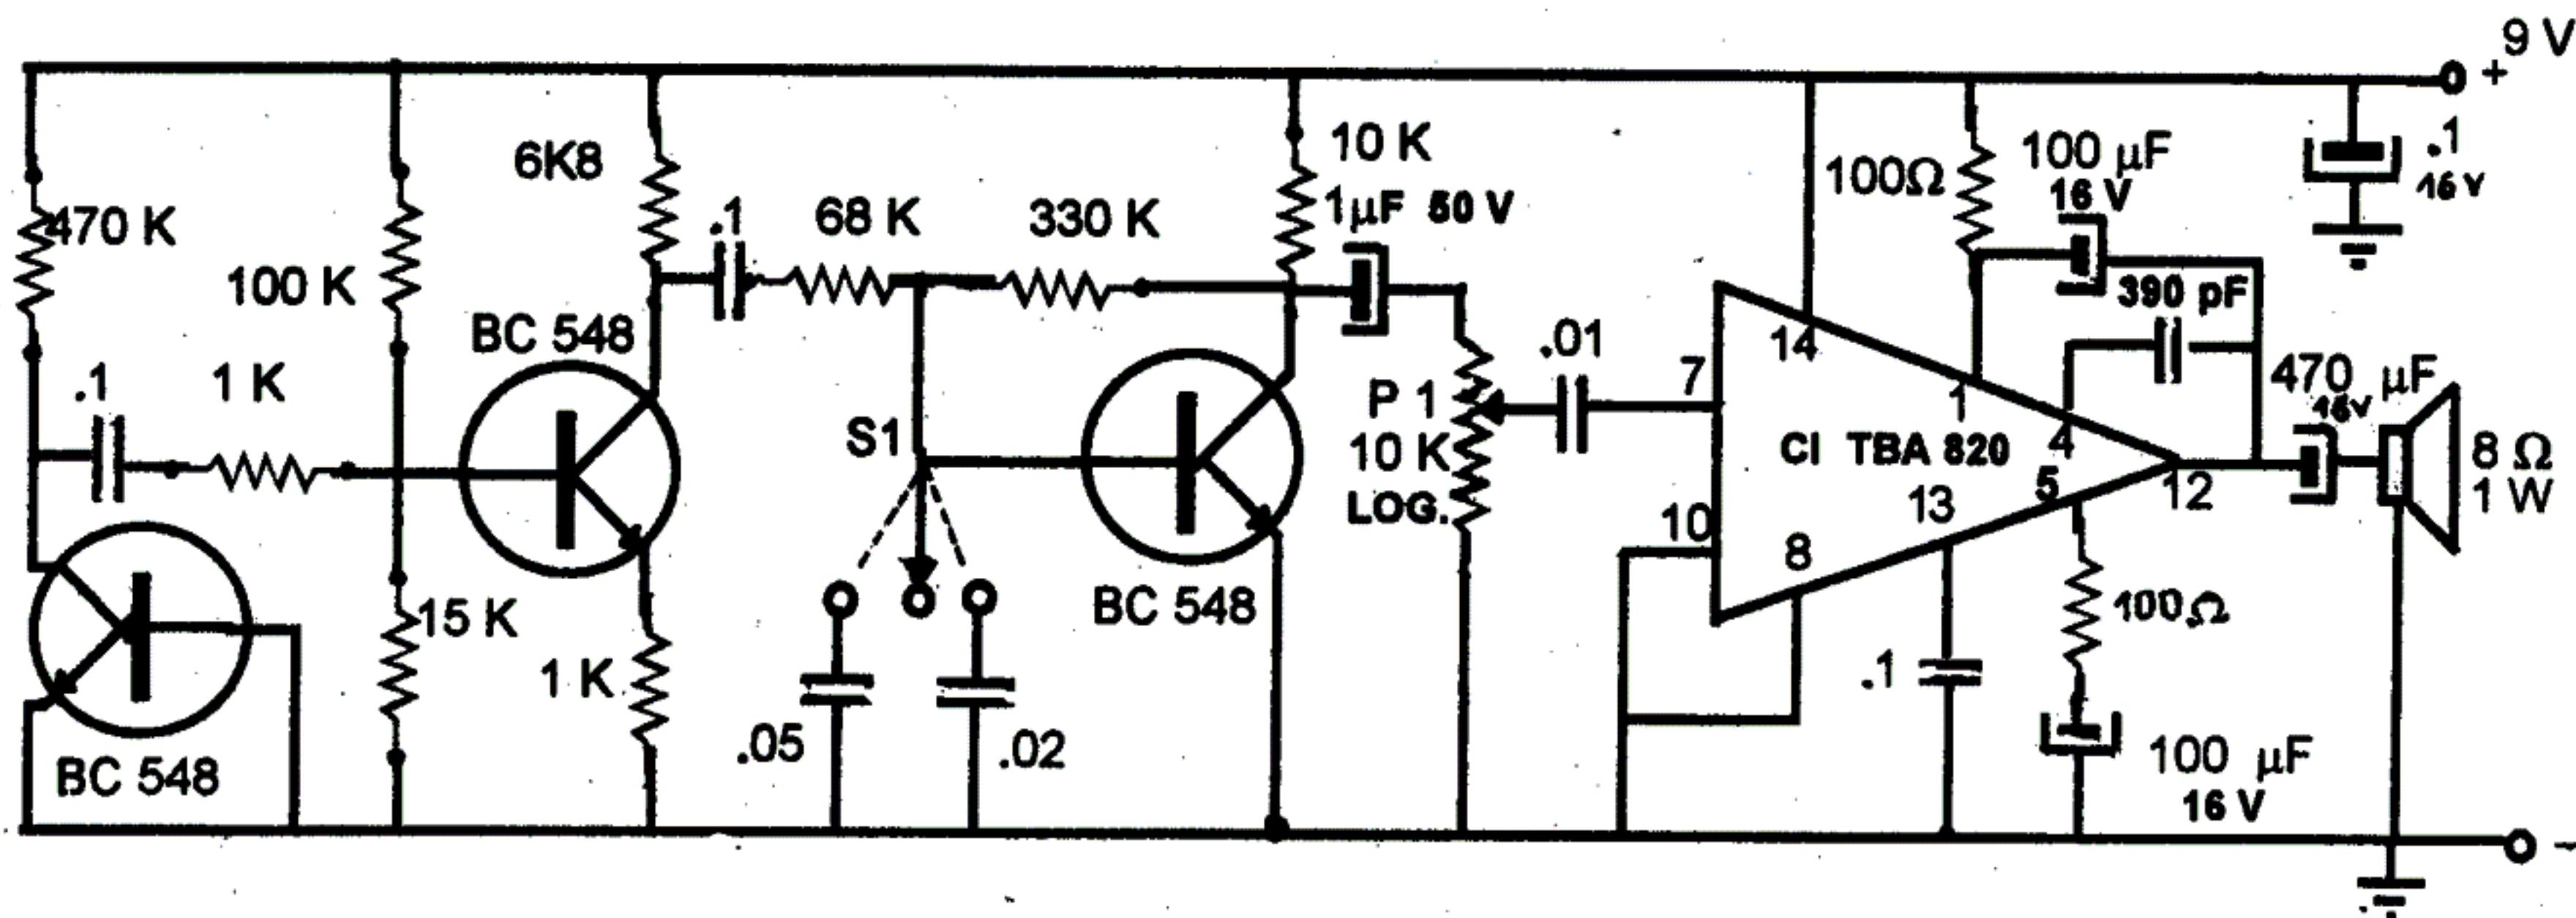 9 V
+
470 K
100 K
6K8
.1
68 K
330 K
10 K
1µF 50 V
100Ω
100 µF
16 V
390 pF
.1
16 V
.1
1 K
BC 548
S1
BC 548
P 1
10 K
LOG.
.01
7
14
1
4
CI TBA 820
10
8
13
5
12
470 µF
16V
8 Ω
1 W
BC 548
15 K
1 K
.05
.02
.1
100Ω
100 µF
16 V
-